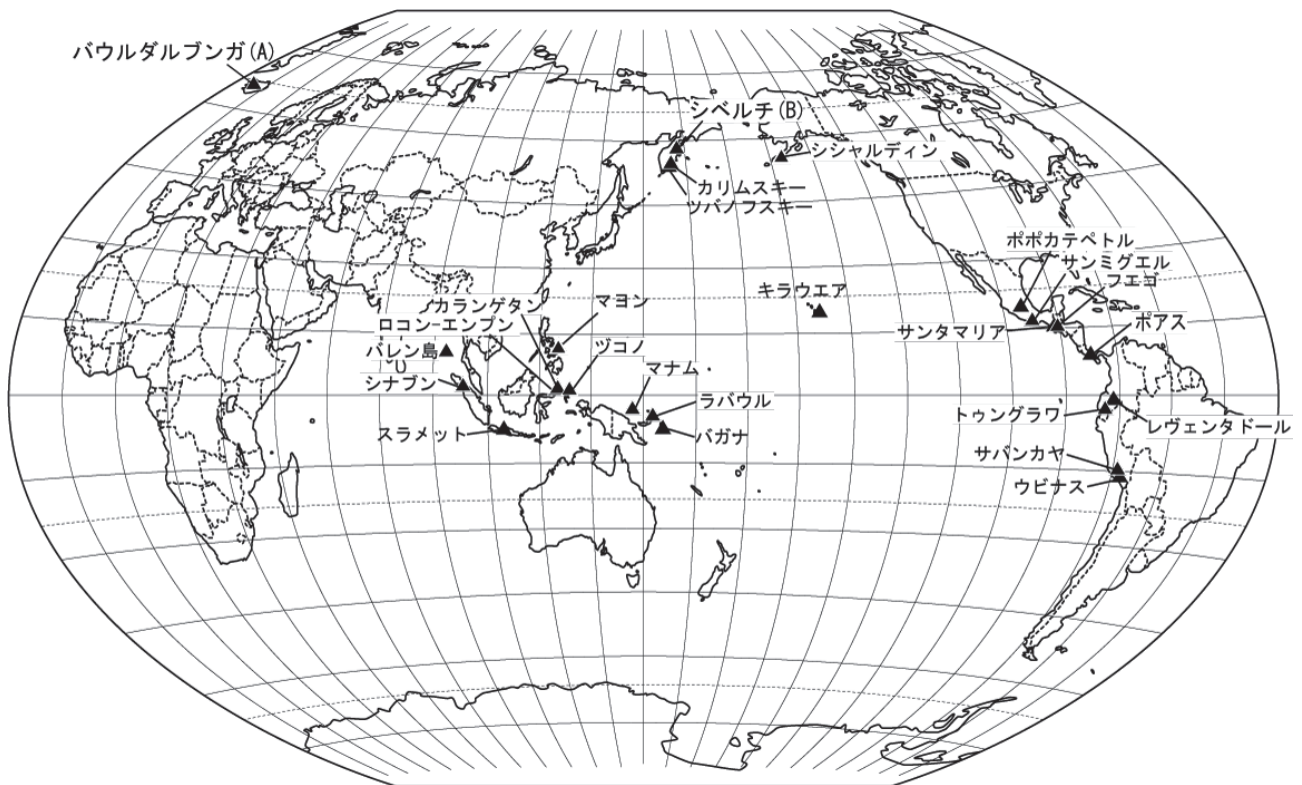 バウルダルブンガ(A)
シベルチ(B)
シシャルディン
カリムスキー
ツパノフスキー
ポポカテペトル
サンミグエル
フエゴ
キラウエア
カランゲタン
マヨン
サンタマリア
ポアス
ロコン-エンプン
ヅコノ
バレン島
マナム
シナブン
ラバウル
トゥングラワ
レヴェンタドール
スラメット
バガナ
サバンカヤ
ウビナス